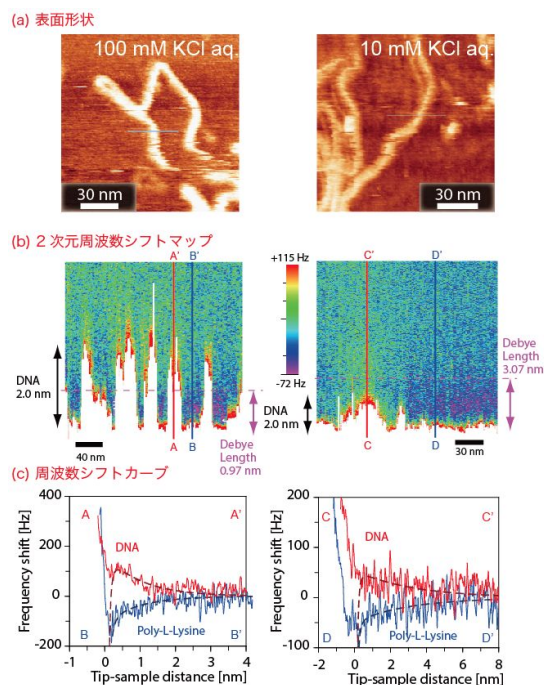 (a) 表面形状
100 mM KCl aq.
10 mM KCl aq.
30 nm
30 nm
(b) 2 次元周波数シフトマップ
A' B'
C' D'
+115 Hz
-72 Hz
DNA
2.0 nm
Debye
Length
0.97 nm
DNA
2.0 nm
Debye
Length
3.07 nm
40 nm
A B
C D
30 nm
(c) 周波数シフトカーブ
Frequency shift [Hz]
400
200
0
-200
A A'
DNA
Poly-L-Lysine
B B'
-1 0 1 2 3 4
Tip-sample distance [nm]
Frequency shift [Hz]
200
100
0
-100
C C'
DNA
Poly-L-Lysine
D D'
-2 0 2 4 6 8
Tip-sample distance [nm]